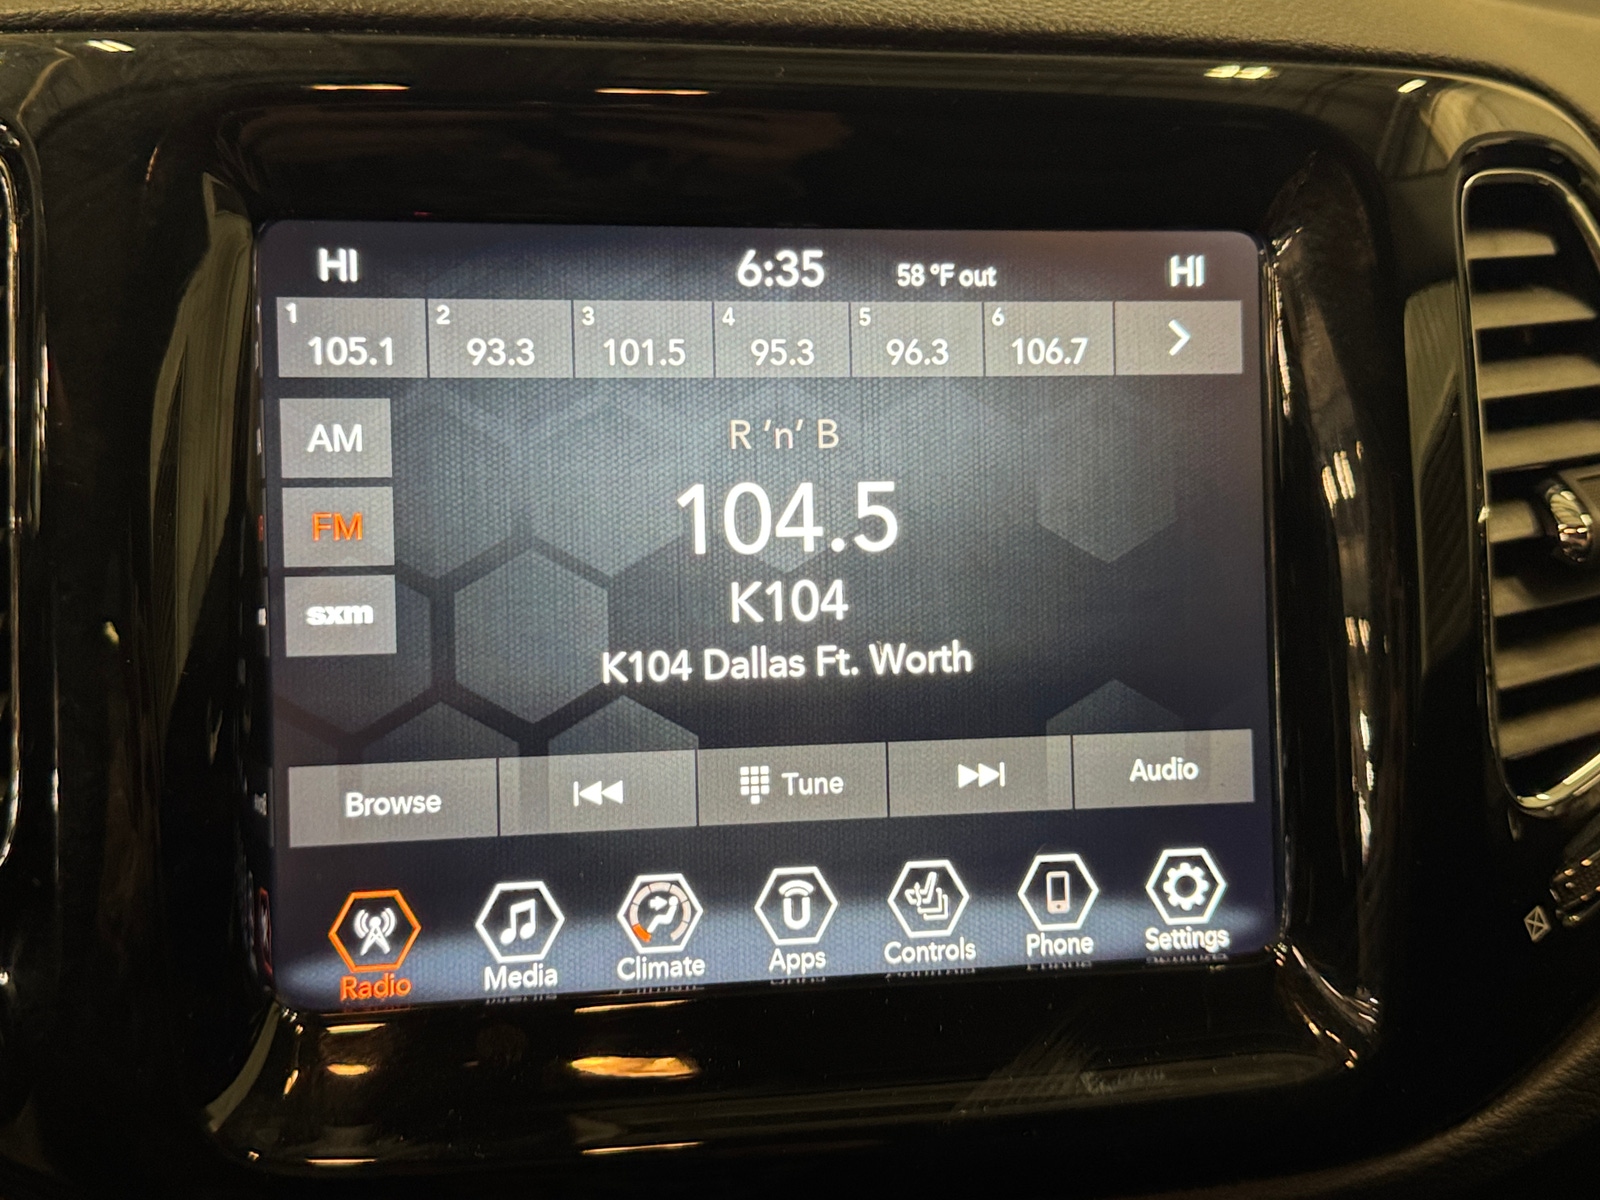 HI 6:35 58 °F out HI
1 2 3 4 5 6
105.1 93.3 101.5 95.3 96.3 106.7
AM
FM
sxm
R 'n' B
104.5
K104
K104 Dallas Ft. Worth
Browse Tune Audio
Radio Media Climate Apps Controls Phone Settings